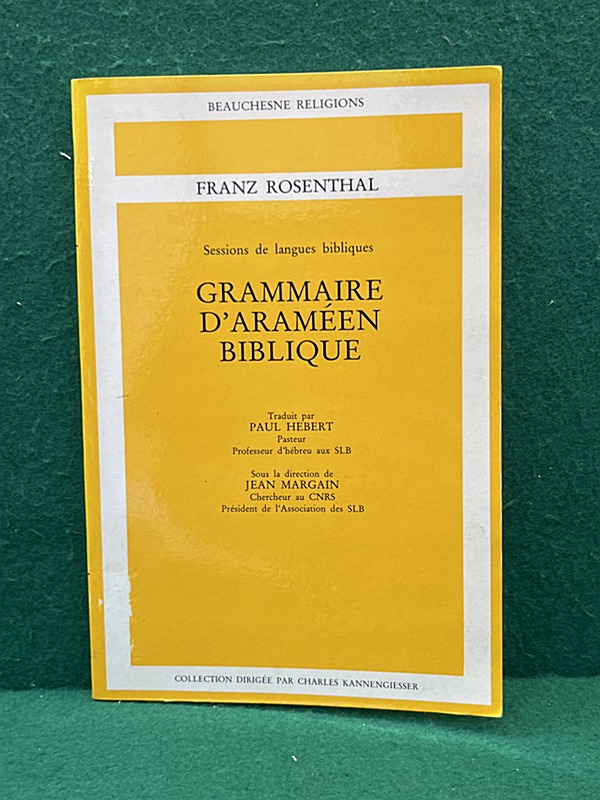 BEAUCHESNE RELIGIONS
FRANZ ROSENTHAL
Sessions de langues bibliques
GRAMMAIRE
D'ARAMÉEN
BIBLIQUE
Traduit par
PAUL HEBERT
Pasteur
Professeur d'hébreu aux SLB
Sous la direction de
JEAN MARGAIN
Chercheur au CNRS
Président de l'Association des SLB
COLLECTION DIRIGÉE PAR CHARLES KANNENGIESSER